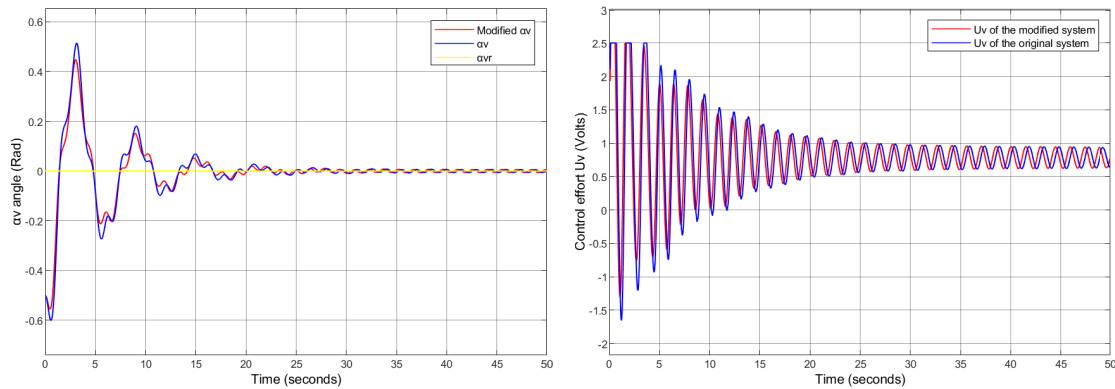 0.6
0.4
0.2
0
-0.2
-0.4
-0.6
αv angle (Rad)
Modified αv
αv
αvr
0 5 10 15 20 25 30 35 40 45 50
Time (seconds)
3
2.5
2
1.5
1
0.5
0
-0.5
-1
-1.5
-2
Control effort Uv (Volts)
Uv of the modified system
Uv of the original system
0 5 10 15 20 25 30 35 40 45 50
Time (seconds)